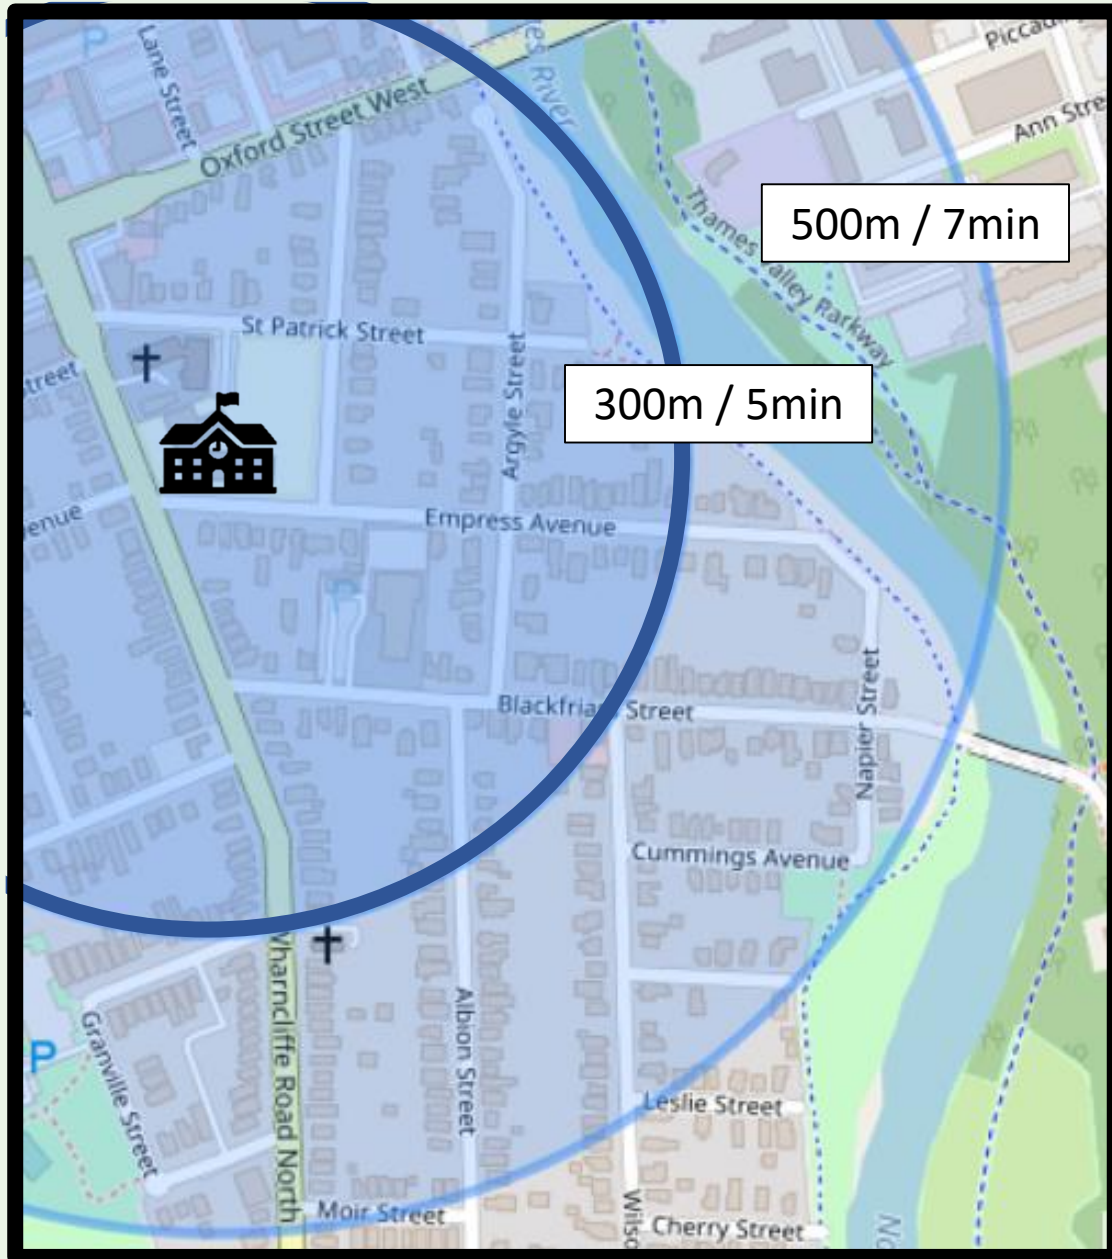 P
Lane Street
Oxford Street West
es River
Piccadi
Ann Stre
500m / 7min
Thames Valley Parkway
St Patrick Street
treet
300m / 5min
Argyle Street
Empress Avenue
venue
P
Blackfria Street
Napier Street
Cummings Avenue
Wharncliffe Road North
Albion Street
Granville Street
P
Leslie Street
Moir Street
Wilso
Cherry Street
No